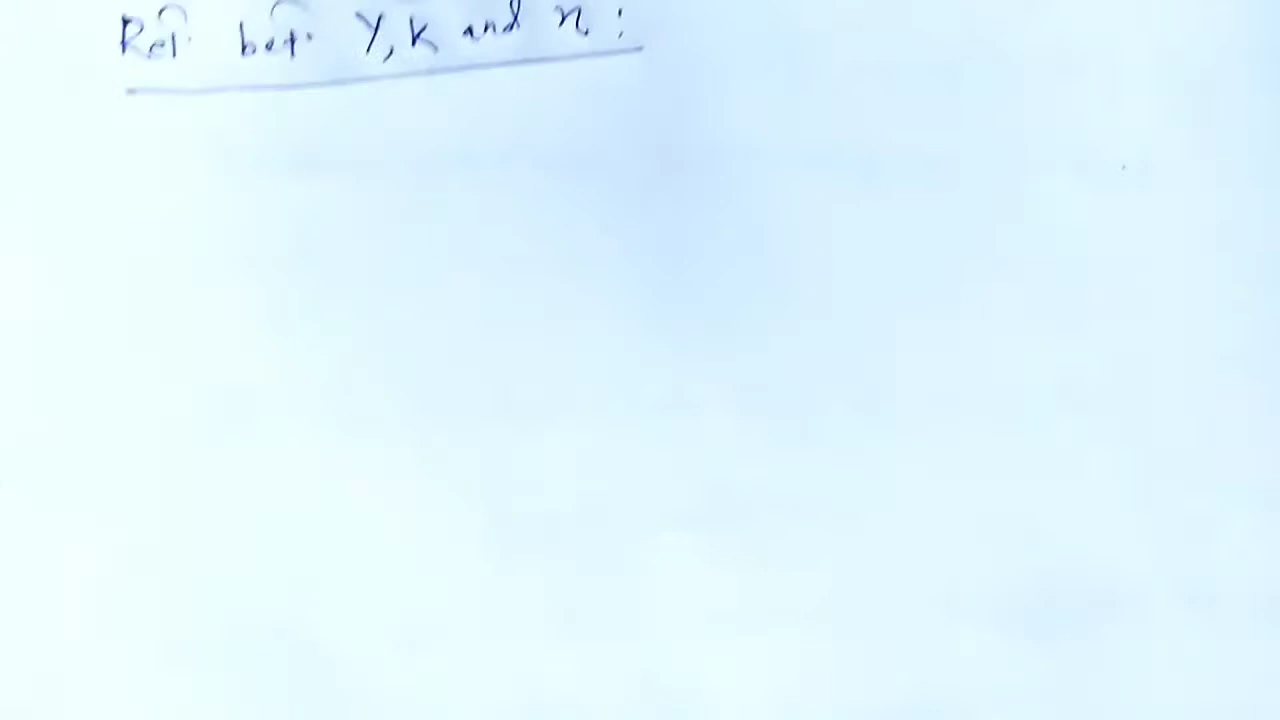 Rel͡. bet͡. Y, K and n :